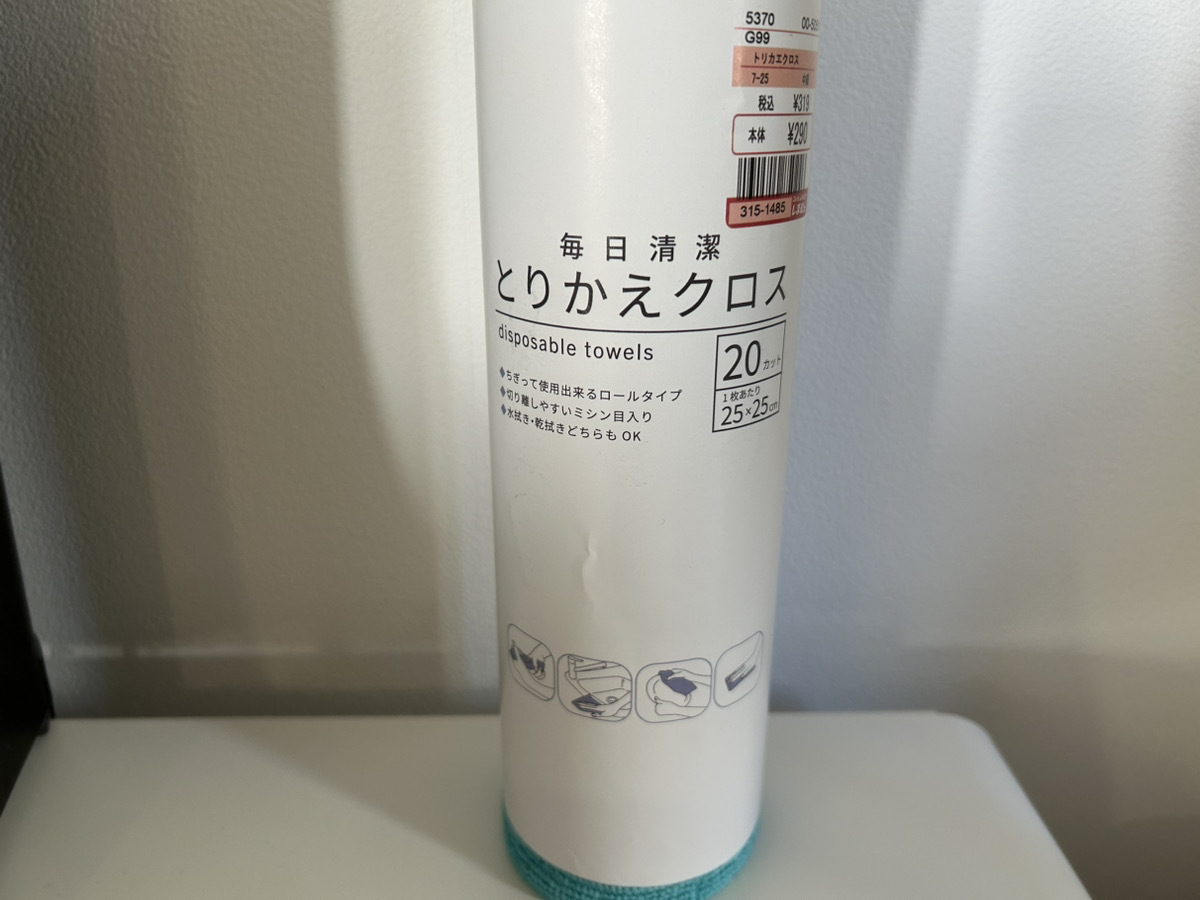 5370
G99
トリカエクロス
7-25
税込 ¥319
本体 ¥290
315-1485
毎日清潔
とりかえクロス
disposable towels
20カット
1枚あたり
25×25cm
◆ちぎって使用出来るロールタイプ
◆切り離しやすいミシン目入り
◆水拭き・乾拭きどちらもOK